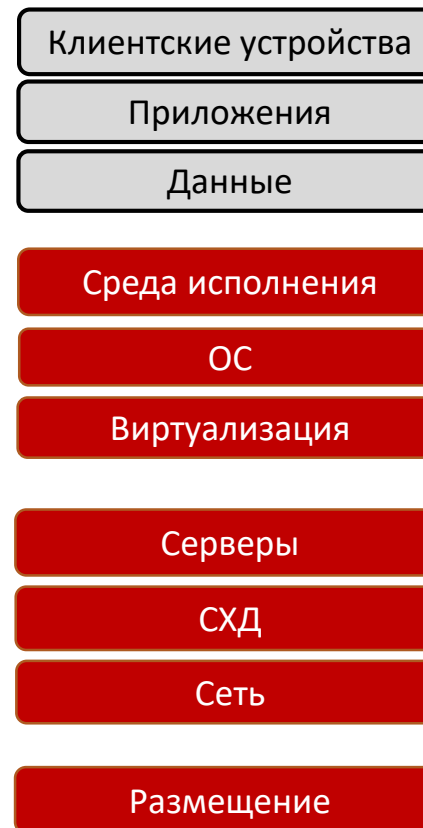 Клиентские устройства
Приложения
Данные
Среда исполнения
ОС
Виртуализация
Серверы
СХД
Сеть
Размещение